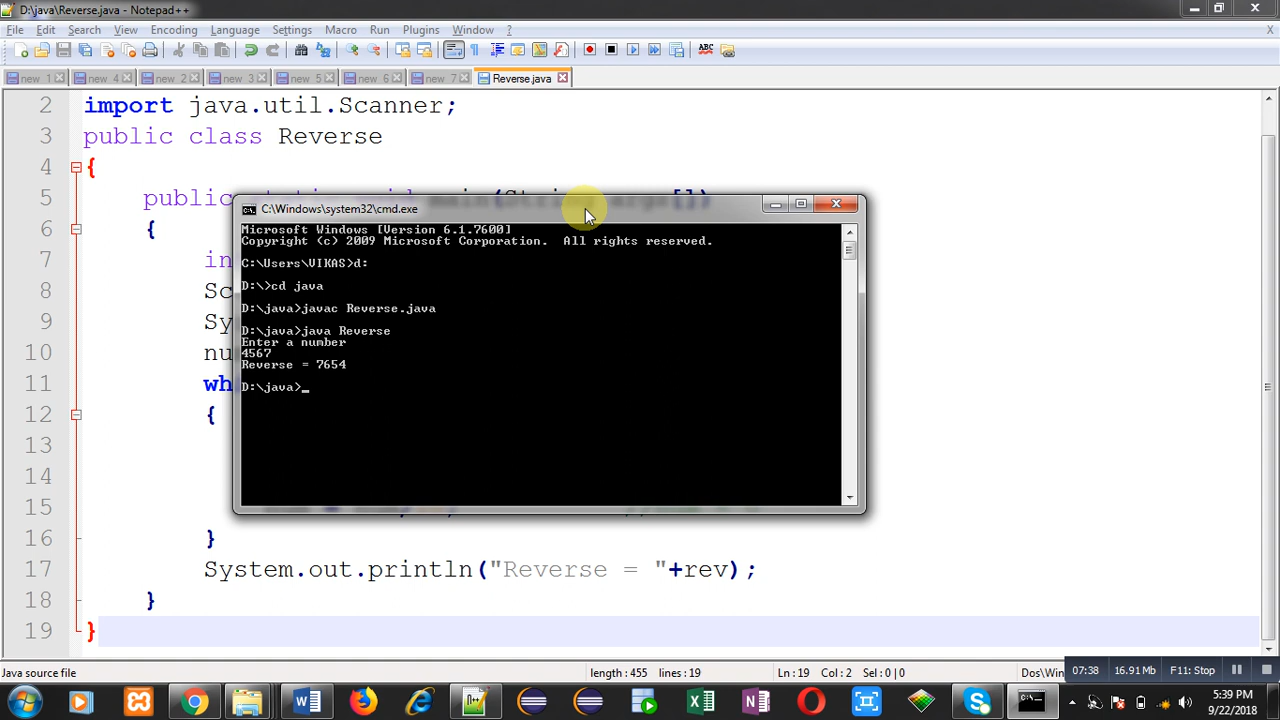 D:\java\Reverse.java - Notepad++
File Edit Search View Encoding Language Settings Macro Run Plugins Window ? X
new 1 new 4 new 2 new 3 new 5 new 6 new 7 Reverse.java
2 import java.util.Scanner;
3 public class Reverse
4 {
5 public static void main(String args[])
6 {
7 in
8 Sc
9 Sy
10 nu
11 wh
12 {
13
14
15
16 }
17 System.out.println("Reverse = "+rev);
18 }
19 }
C:\Windows\system32\cmd.exe
Microsoft Windows [Version 6.1.7600]
Copyright (c) 2009 Microsoft Corporation. All rights reserved.
C:\Users\VIKAS>d:
D:\>cd java
D:\java>javac Reverse.java
D:\java>java Reverse
Enter a number
4567
Reverse = 7654
D:\java>_
Java source file length : 455 lines : 19 Ln : 19 Col : 2 Sel : 0 | 0 Dos\Win
07:38 16.91 Mb F11: Stop
5:39 PM
9/22/2018